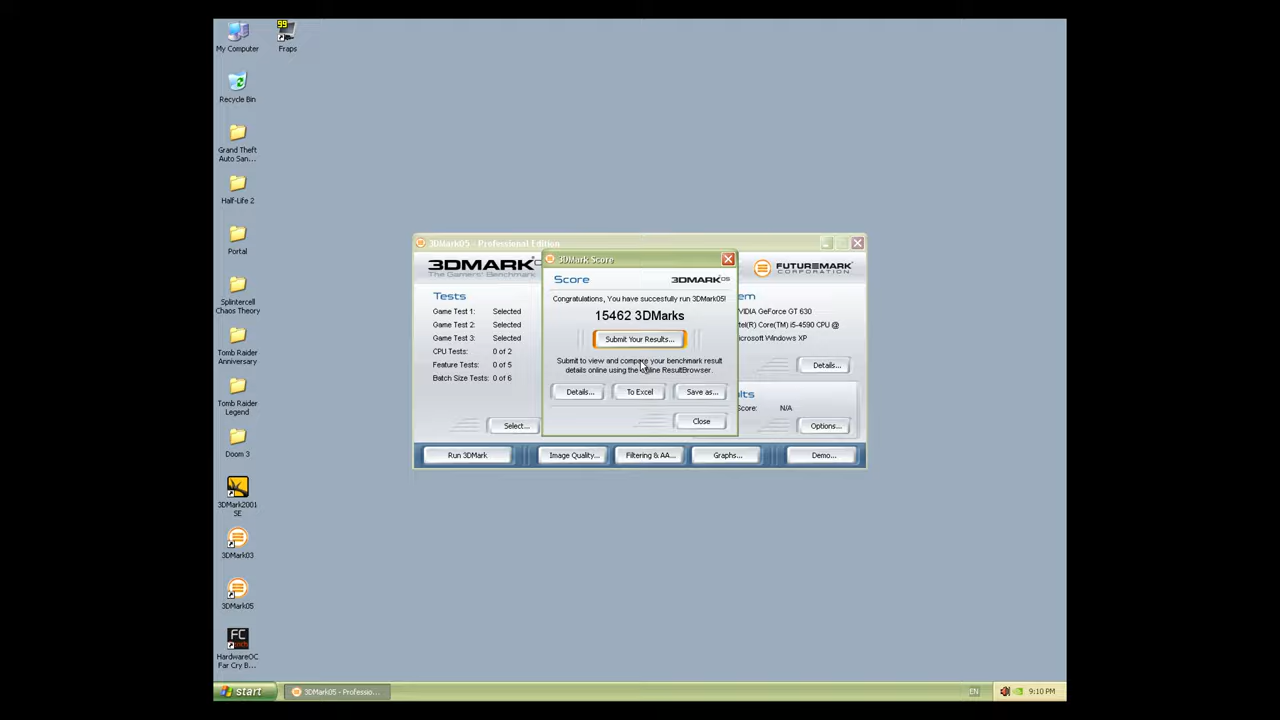 My Computer
99
Fraps
Recycle Bin
Grand Theft
Auto San...
Half-Life 2
Portal
Splintercell
Chaos Theory
Tomb Raider
Anniversary
Tomb Raider
Legend
Doom 3
3DMark2001
SE
3DMark03
3DMark05
FC
HardwareOC
Far Cry B...
3DMark05 - Professional Edition
3DMARK
The Gamers' Benchmark
FUTUREMARK
CORPORATION
Tests
Game Test 1: Selected
Game Test 2: Selected
Game Test 3: Selected
CPU Tests: 0 of 2
Feature Tests: 0 of 5
Batch Size Tests: 0 of 6
Select...
3DMark Score
Score
3DMARK05
Congratulations, You have succesfully run 3DMark05!
15462 3DMarks
Submit Your Results...
Submit to view and compare your benchmark result
details online using the online ResultBrowser.
Details...
To Excel
Save as...
Close
em
VIDIA GeForce GT 630
tel(R) Core(TM) i5-4590 CPU @
icrosoft Windows XP
Details...
ults
Score: N/A
Options...
Run 3DMark
Image Quality...
Filtering & AA...
Graphs...
Demo...
start
3DMark05 - Professio...
EN
9:10 PM